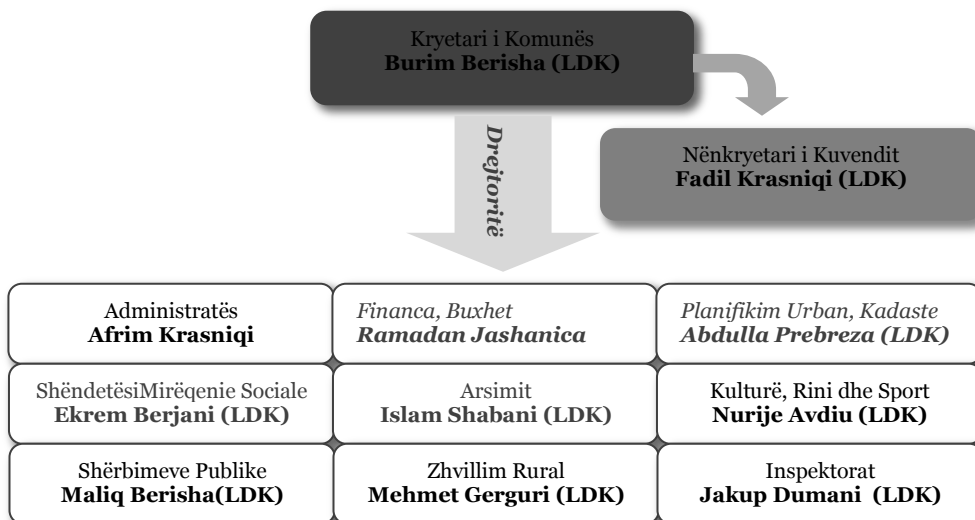 Kryetari i Komunës
Burim Berisha (LDK)
Drejtoritë
Nënkryetari i Kuvendit
Fadil Krasniqi (LDK)
Administratës
Afrim Krasniqi
Financa, Buxhet
Ramadan Jashanica
Planifikim Urban, Kadaste
Abdulla Prebreza (LDK)
ShëndetësiMirëqenie Sociale
Ekrem Berjani (LDK)
Arsimit
Islam Shabani (LDK)
Kulturë, Rini dhe Sport
Nurije Avdiu (LDK)
Shërbimeve Publike
Maliq Berisha(LDK)
Zhvillim Rural
Mehmet Gerguri (LDK)
Inspektorat
Jakup Dumani  (LDK)